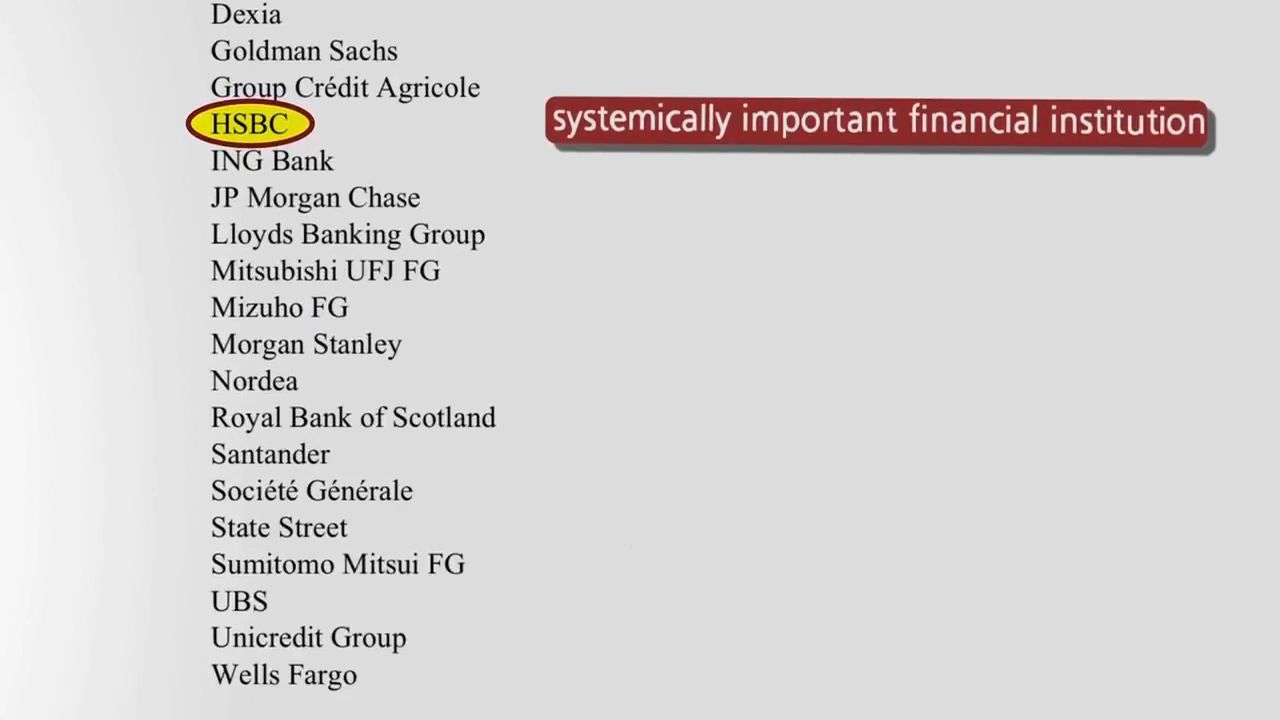 Dexia
Goldman Sachs
Group Crédit Agricole
HSBC
systemically important financial institution
ING Bank
JP Morgan Chase
Lloyds Banking Group
Mitsubishi UFJ FG
Mizuho FG
Morgan Stanley
Nordea
Royal Bank of Scotland
Santander
Société Générale
State Street
Sumitomo Mitsui FG
UBS
Unicredit Group
Wells Fargo